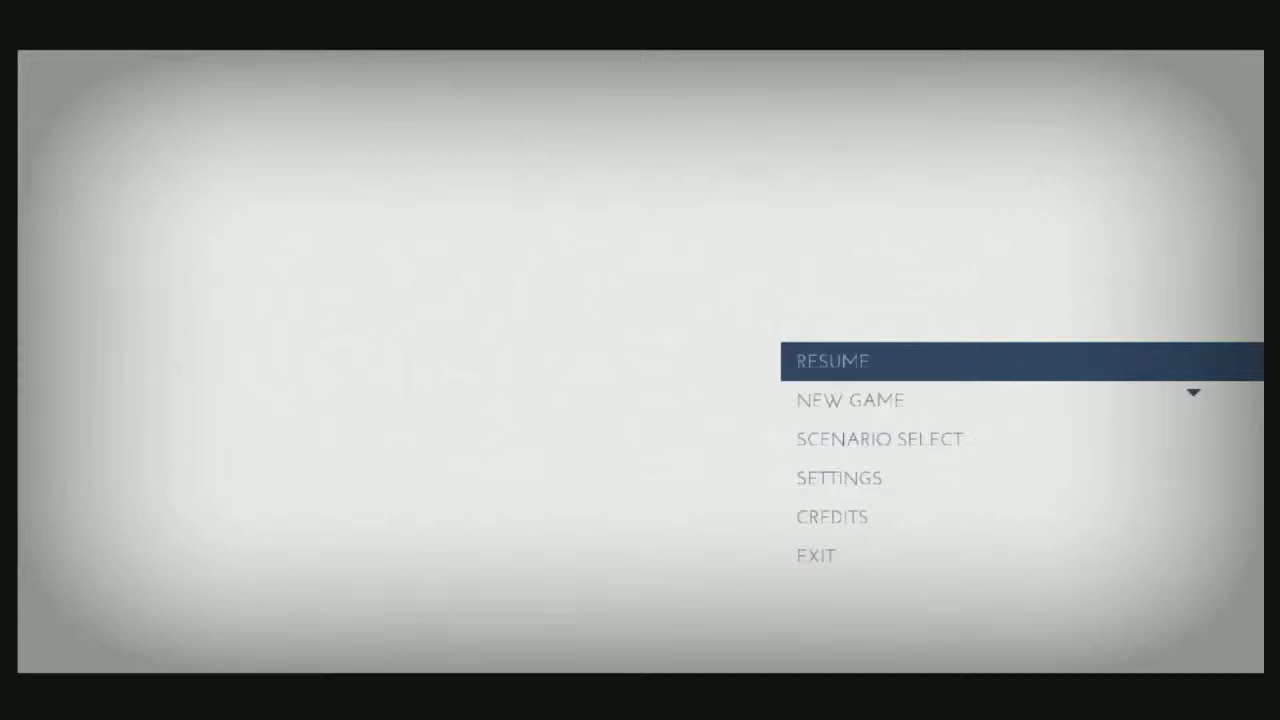 RESUME
NEW GAME
SCENARIO SELECT
SETTINGS
CREDITS
EXIT